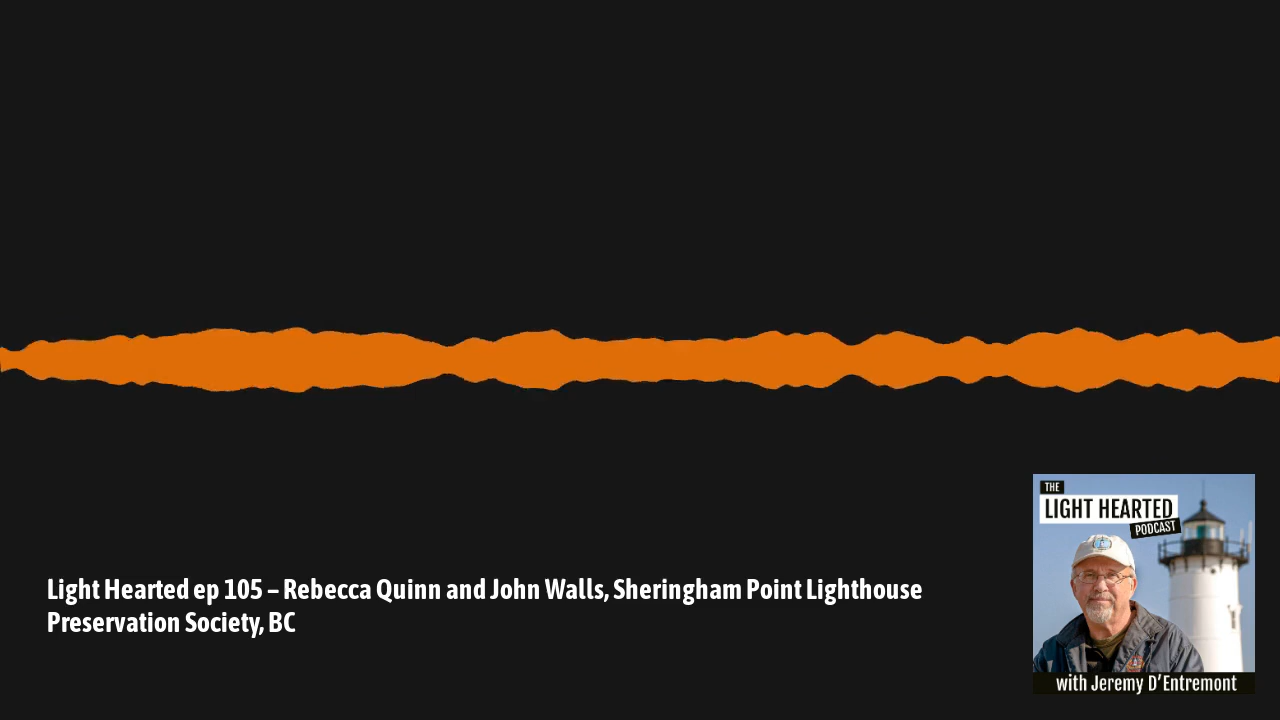 THE
LIGHT HEARTED
PODCAST
Light Hearted ep 105 – Rebecca Quinn and John Walls, Sheringham Point Lighthouse
Preservation Society, BC
with Jeremy D'Entremont